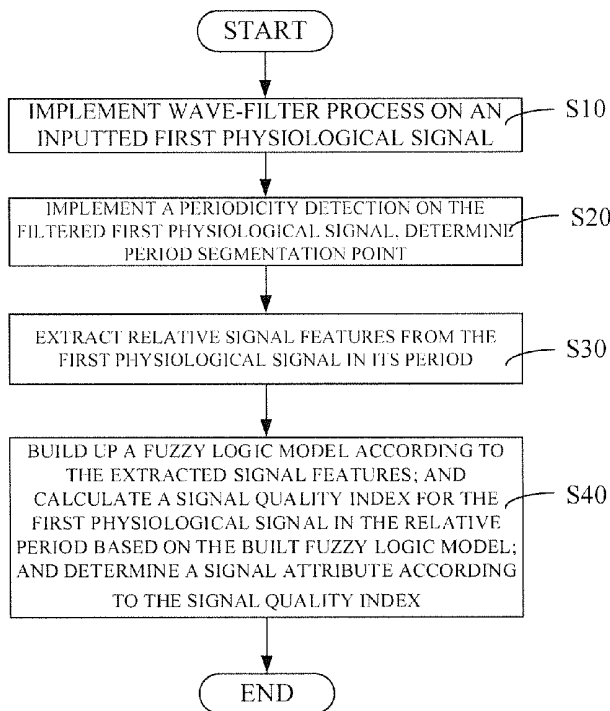 START
IMPLEMENT WAVE-FILTER PROCESS ON AN
INPUTTED FIRST PHYSIOLOGICAL SIGNAL
S10
IMPLEMENT A PERIODICITY DETECTION ON THE
FILTERED FIRST PHYSIOLOGICAL SIGNAL, DETERMINE
PERIOD SEGMENTATION POINT
S20
EXTRACT RELATIVE SIGNAL FEATURES FROM THE
FIRST PHYSIOLOGICAL SIGNAL IN ITS PERIOD
S30
BUILD UP A FUZZY LOGIC MODEL ACCORDING TO
THE EXTRACTED SIGNAL FEATURES; AND
CALCULATE A SIGNAL QUALITY INDEX FOR THE
FIRST PHYSIOLOGICAL SIGNAL IN THE RELATIVE
PERIOD BASED ON THE BUILT FUZZY LOGIC MODEL;
AND DETERMINE A SIGNAL ATTRIBUTE ACCORDING
TO THE SIGNAL QUALITY INDEX
S40
END